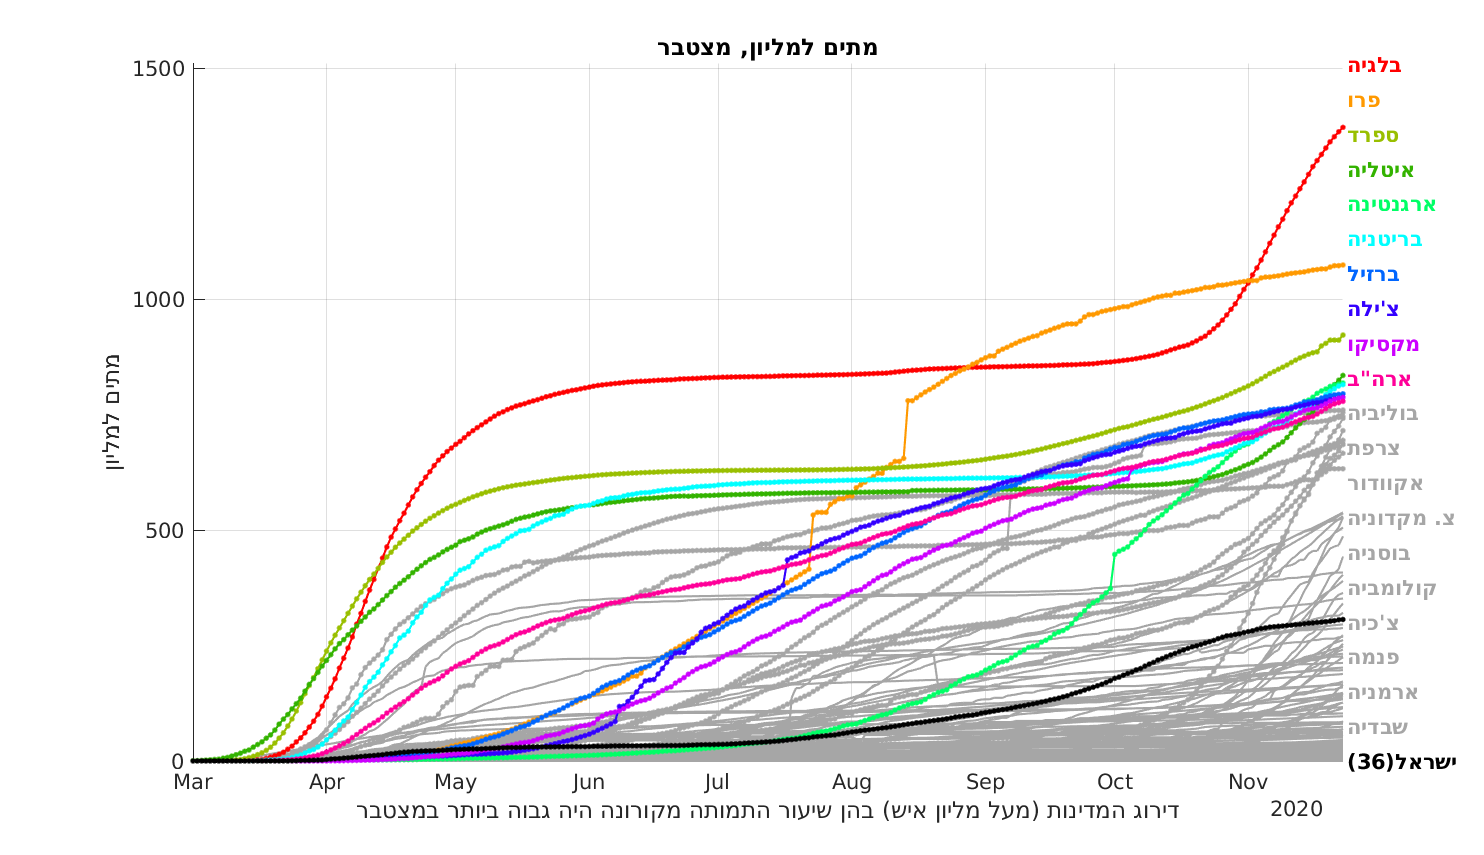 מתים למליון, מצטבר
1500
1000
500
0
מתים למליון
Mar Apr May Jun Jul Aug Sep Oct Nov
2020
דירוג המדינות (מעל מליון איש) בהן שיעור התמותה מקורונה היה גבוה ביותר במצטבר
בלגיה
פרו
ספרד
איטליה
ארגנטינה
בריטניה
ברזיל
צ'ילה
מקסיקו
ארה"ב
בוליביה
צרפת
אקוודור
צ. מקדוניה
בוסניה
קולומביה
צ'כיה
פנמה
ארמניה
שבדיה
ישראל(36)